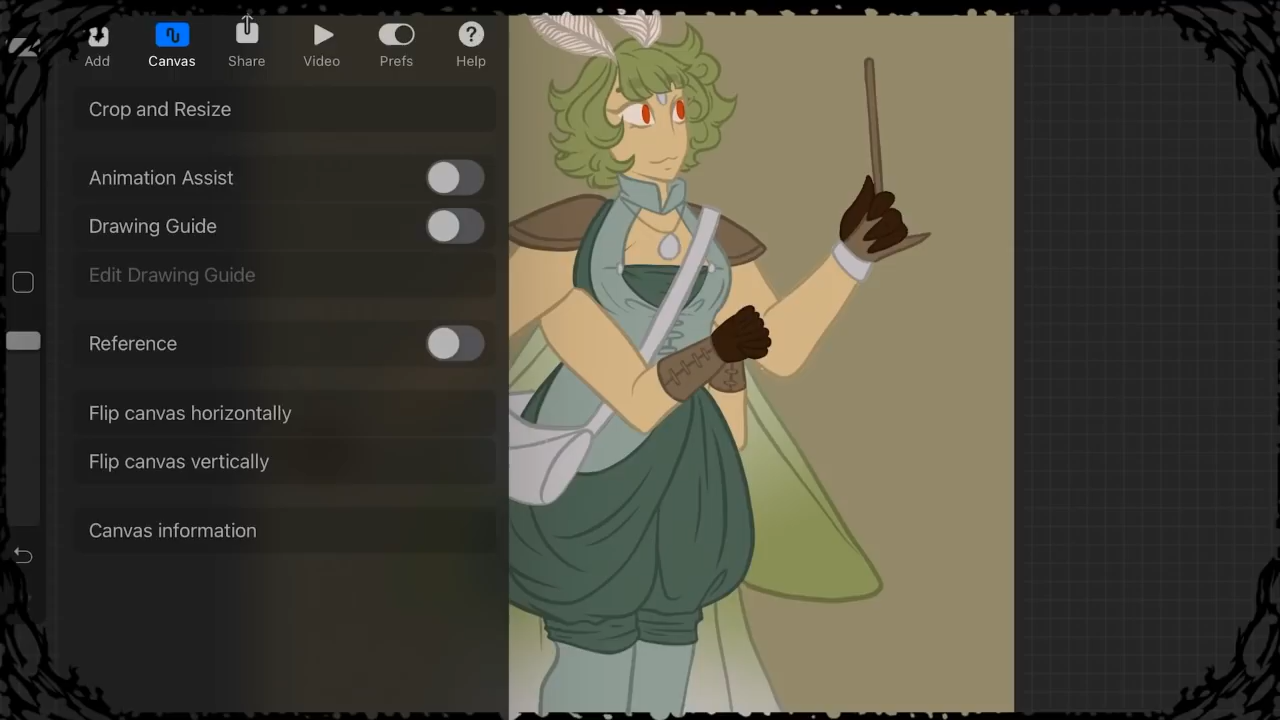 Add Canvas Share Video Prefs Help
Crop and Resize
Animation Assist
Drawing Guide
Edit Drawing Guide
Reference
Flip canvas horizontally
Flip canvas vertically
Canvas information